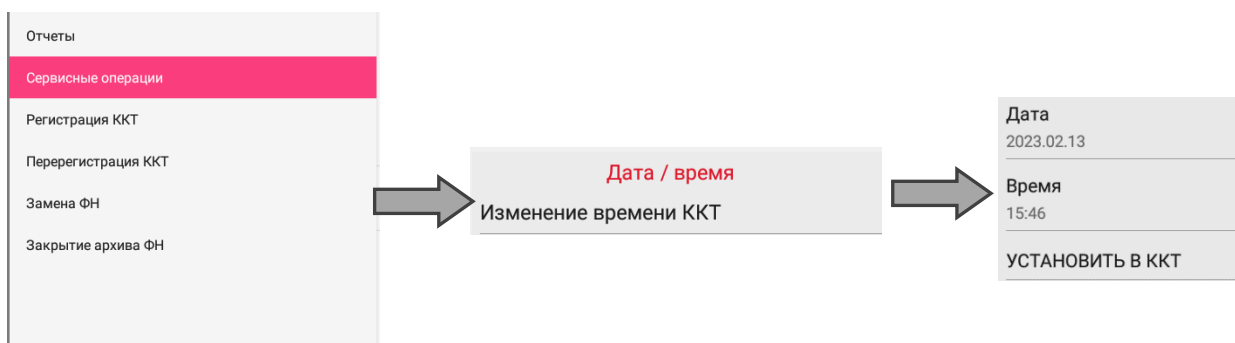 Отчеты
Сервисные операции
Регистрация ККТ
Перерегистрация ККТ
Замена ФН
Закрытие архива ФН
Дата / время
Изменение времени ККТ
Дата
2023.02.13
Время
15:46
УСТАНОВИТЬ В ККТ